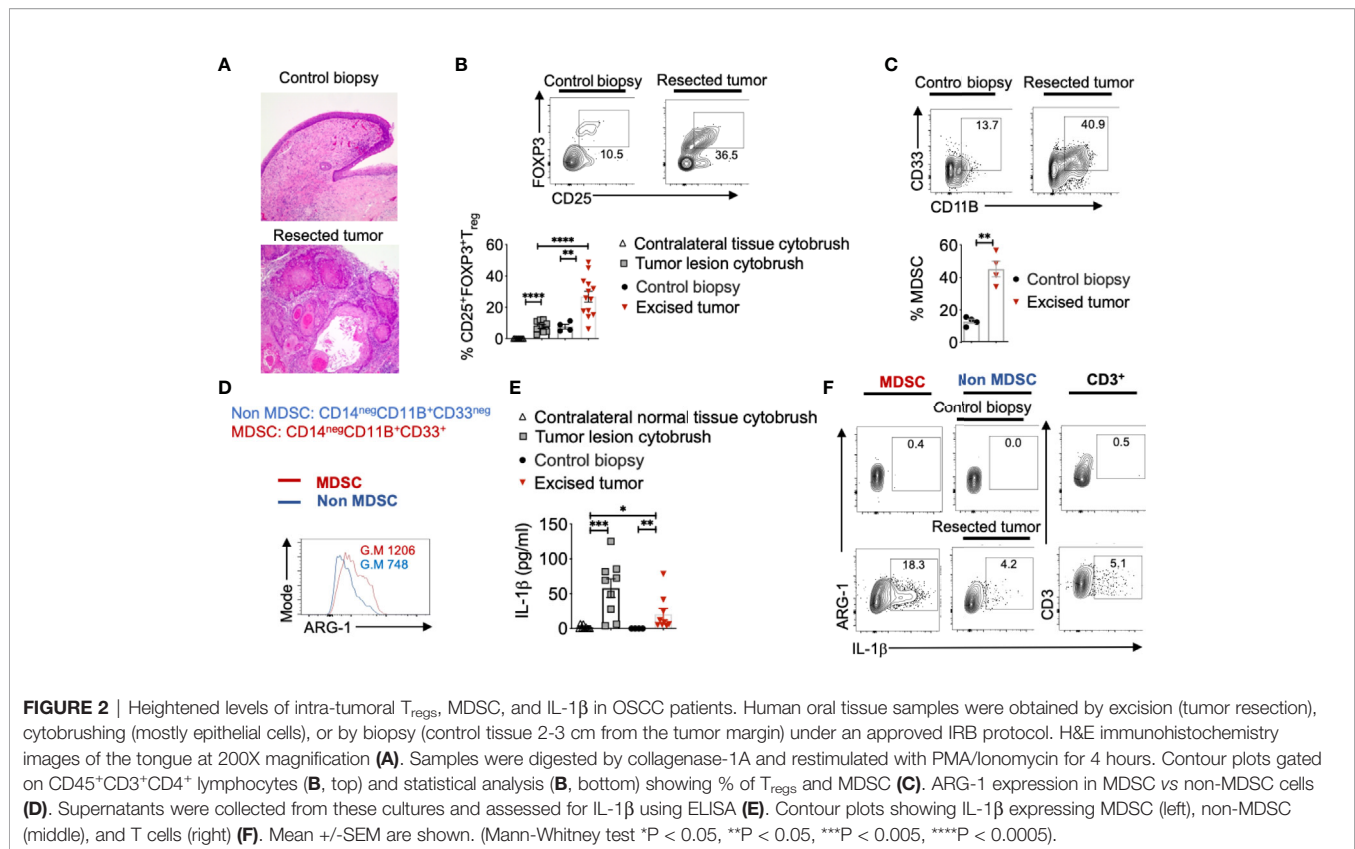 A
Control biopsy
Resected tumor
B
Control biopsy Resected tumor
FOXP3
10.5
36.5
CD25
% CD25+FOXP3+Treg
60
40
20
0
****
****
**
Contralateral tissue cytobrush
Tumor lesion cytobrush
Control biopsy
Excised tumor
C
Contro biopsy Resected tumor
CD33
13.7
40.9
CD11B
% MDSC
60
40
20
0
**
Control biopsy
Excised tumor
D
Non MDSC: CD14negCD11B+CD33neg
MDSC: CD14negCD11B+CD33+
MDSC
Non MDSC
Mode
G.M 1206
G.M 748
ARG-1
E
Contralateral normal tissue cytobrush
Tumor lesion cytobrush
Control biopsy
Excised tumor
IL-1β (pg/ml)
150
100
50
0
*
***
**
F
MDSC Non MDSC CD3+
Control biopsy
0.4
0.0
0.5
Resected tumor
18.3
4.2
5.1
ARG-1
CD3
IL-1β
FIGURE 2 | Heightened levels of intra-tumoral Tregs, MDSC, and IL-1β in OSCC patients. Human oral tissue samples were obtained by excision (tumor resection),
cytobrushing (mostly epithelial cells), or by biopsy (control tissue 2-3 cm from the tumor margin) under an approved IRB protocol. H&E immunohistochemistry
images of the tongue at 200X magnification (A). Samples were digested by collagenase-1A and restimulated with PMA/Ionomycin for 4 hours. Contour plots gated
on CD45+CD3+CD4+ lymphocytes (B, top) and statistical analysis (B, bottom) showing % of Tregs and MDSC (C). ARG-1 expression in MDSC vs non-MDSC cells
(D). Supernatants were collected from these cultures and assessed for IL-1β using ELISA (E). Contour plots showing IL-1β expressing MDSC (left), non-MDSC
(middle), and T cells (right) (F). Mean +/-SEM are shown. (Mann-Whitney test *P < 0.05, **P < 0.05, ***P < 0.005, ****P < 0.0005).